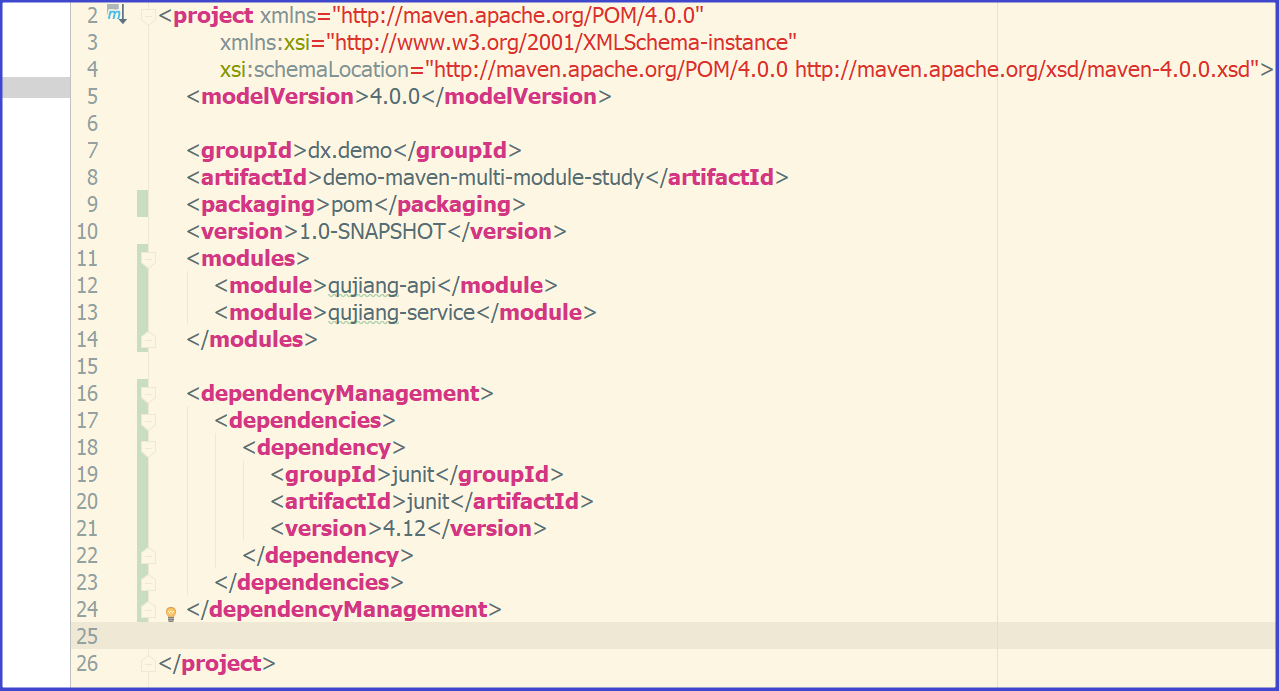 2 <project xmlns="http://maven.apache.org/POM/4.0.0"
3 xmlns:xsi="http://www.w3.org/2001/XMLSchema-instance"
4 xsi:schemaLocation="http://maven.apache.org/POM/4.0.0 http://maven.apache.org/xsd/maven-4.0.0.xsd">
5 <modelVersion>4.0.0</modelVersion>
6
7 <groupId>dx.demo</groupId>
8 <artifactId>demo-maven-multi-module-study</artifactId>
9 <packaging>pom</packaging>
10 <version>1.0-SNAPSHOT</version>
11 <modules>
12 <module>qujiang-api</module>
13 <module>qujiang-service</module>
14 </modules>
15
16 <dependencyManagement>
17 <dependencies>
18 <dependency>
19 <groupId>junit</groupId>
20 <artifactId>junit</artifactId>
21 <version>4.12</version>
22 </dependency>
23 </dependencies>
24 </dependencyManagement>
25
26 </project>